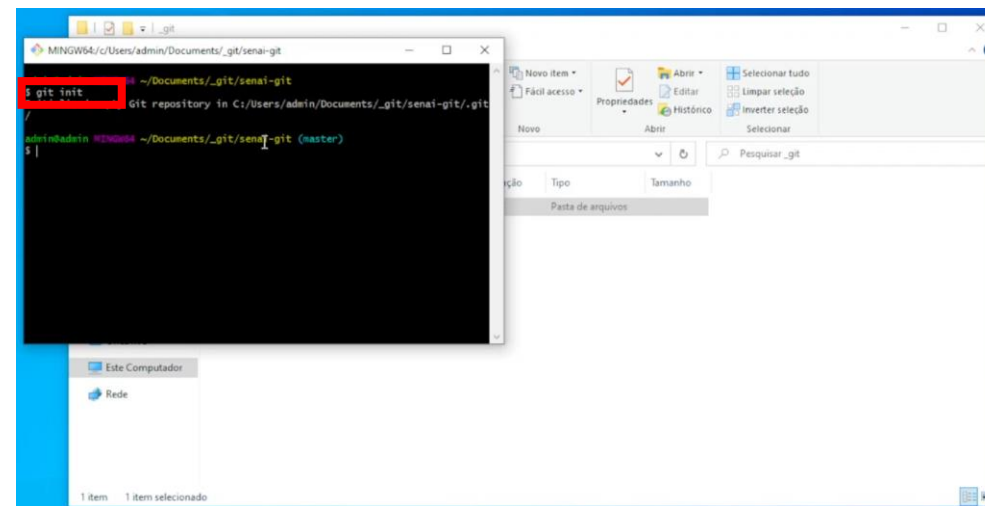 _git
MINGW64:/c/Users/admin/Documents/_git/senai-git
~/Documents/_git/senai-git
$ git init
Git repository in C:/Users/admin/Documents/_git/senai-git/.git
/
admin@admin MINGW64 ~/Documents/_git/senai-git (master)
$
Novo item
Fácil acesso
Novo
Propriedades
Abrir
Editar
Histórico
Abrir
Selecionar tudo
Limpar seleção
Inverter seleção
Selecionar
Pesquisar _git
ção Tipo Tamanho
Pasta de arquivos
Este Computador
Rede
1 item 1 item selecionado